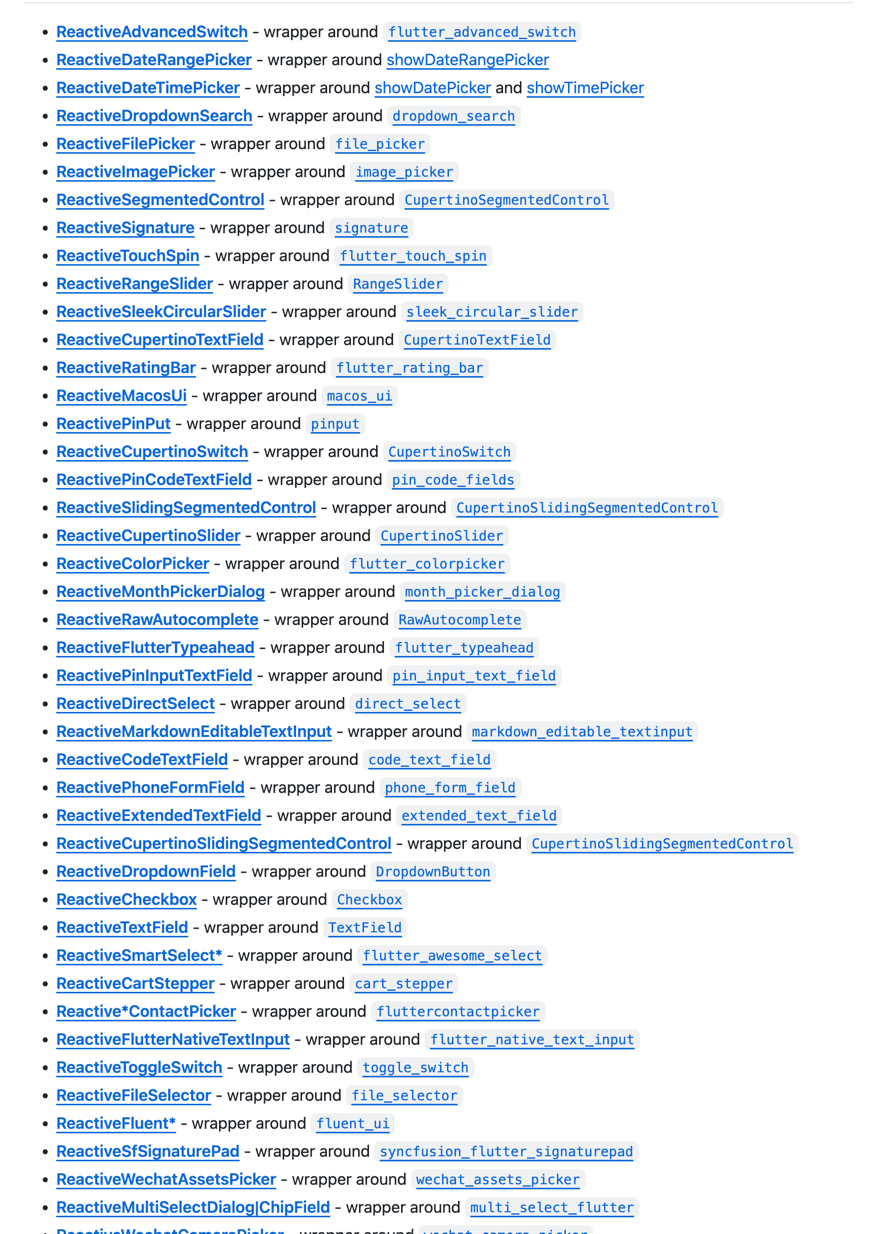 • ReactiveAdvancedSwitch - wrapper around flutter_advanced_switch
• ReactiveDateRangePicker - wrapper around showDateRangePicker
• ReactiveDateTimePicker - wrapper around showDatePicker and showTimePicker
• ReactiveDropdownSearch - wrapper around dropdown_search
• ReactiveFilePicker - wrapper around file_picker
• ReactiveImagePicker - wrapper around image_picker
• ReactiveSegmentedControl - wrapper around CupertinoSegmentedControl
• ReactiveSignature - wrapper around signature
• ReactiveTouchSpin - wrapper around flutter_touch_spin
• ReactiveRangeSlider - wrapper around RangeSlider
• ReactiveSleekCircularSlider - wrapper around sleek_circular_slider
• ReactiveCupertinoTextField - wrapper around CupertinoTextField
• ReactiveRatingBar - wrapper around flutter_rating_bar
• ReactiveMacosUi - wrapper around macos_ui
• ReactivePinPut - wrapper around pinput
• ReactiveCupertinoSwitch - wrapper around CupertinoSwitch
• ReactivePinCodeTextField - wrapper around pin_code_fields
• ReactiveSlidingSegmentedControl - wrapper around CupertinoSlidingSegmentedControl
• ReactiveCupertinoSlider - wrapper around CupertinoSlider
• ReactiveColorPicker - wrapper around flutter_colorpicker
• ReactiveMonthPickerDialog - wrapper around month_picker_dialog
• ReactiveRawAutocomplete - wrapper around RawAutocomplete
• ReactiveFlutterTypeahead - wrapper around flutter_typeahead
• ReactivePinInputTextField - wrapper around pin_input_text_field
• ReactiveDirectSelect - wrapper around direct_select
• ReactiveMarkdownEditableTextInput - wrapper around markdown_editable_textinput
• ReactiveCodeTextField - wrapper around code_text_field
• ReactivePhoneFormField - wrapper around phone_form_field
• ReactiveExtendedTextField - wrapper around extended_text_field
• ReactiveCupertinoSlidingSegmentedControl - wrapper around CupertinoSlidingSegmentedControl
• ReactiveDropdownField - wrapper around DropdownButton
• ReactiveCheckbox - wrapper around Checkbox
• ReactiveTextField - wrapper around TextField
• ReactiveSmartSelect* - wrapper around flutter_awesome_select
• ReactiveCartStepper - wrapper around cart_stepper
• Reactive*ContactPicker - wrapper around fluttercontactpicker
• ReactiveFlutterNativeTextInput - wrapper around flutter_native_text_input
• ReactiveToggleSwitch - wrapper around toggle_switch
• ReactiveFileSelector - wrapper around file_selector
• ReactiveFluent* - wrapper around fluent_ui
• ReactiveSfSignaturePad - wrapper around syncfusion_flutter_signaturepad
• ReactiveWechatAssetsPicker - wrapper around wechat_assets_picker
• ReactiveMultiSelectDialog|ChipField - wrapper around multi_select_flutter
• ReactiveWechatCameraPicker - wrapper around wechat_camera_picker